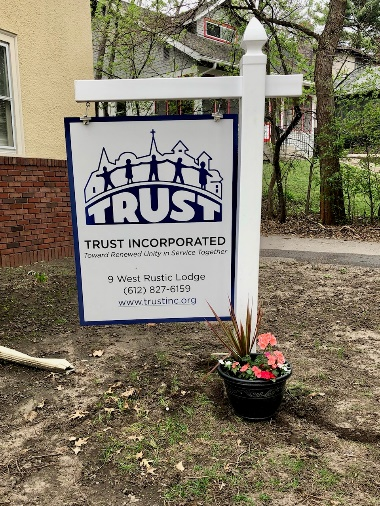 TRUST
TRUST INCORPORATED
Toward Renewed Unity in Service Together
9 West Rustic Lodge
(612) 827-6159
www.trustinc.org